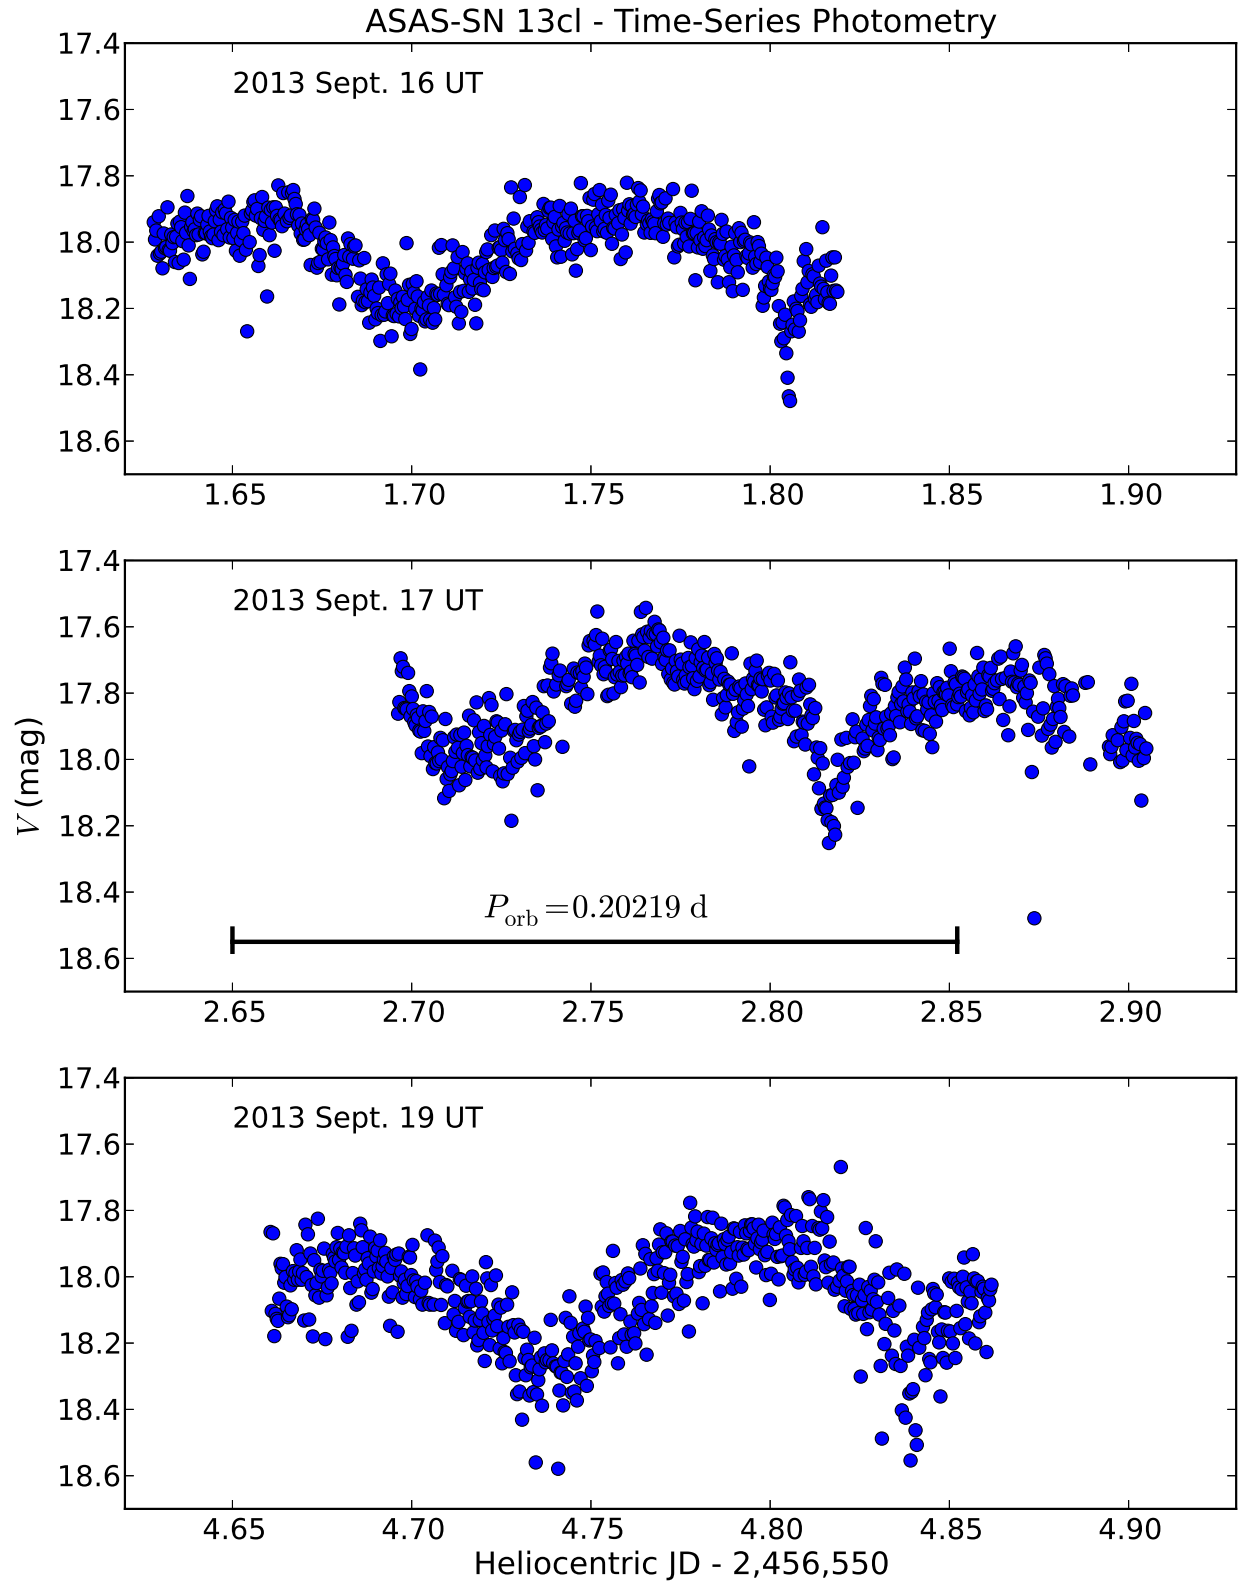 ASAS-SN 13cl - Time-Series Photometry
17.4
2013 Sept. 16 UT
17.6
17.8
18.0
18.2
18.4
18.6
1.65 1.70 1.75 1.80 1.85 1.90
17.4
2013 Sept. 17 UT
17.6
17.8
18.0
V (mag)
18.2
18.4
P_orb=0.20219 d
18.6
2.65 2.70 2.75 2.80 2.85 2.90
17.4
2013 Sept. 19 UT
17.6
17.8
18.0
18.2
18.4
18.6
4.65 4.70 4.75 4.80 4.85 4.90
Heliocentric JD - 2,456,550